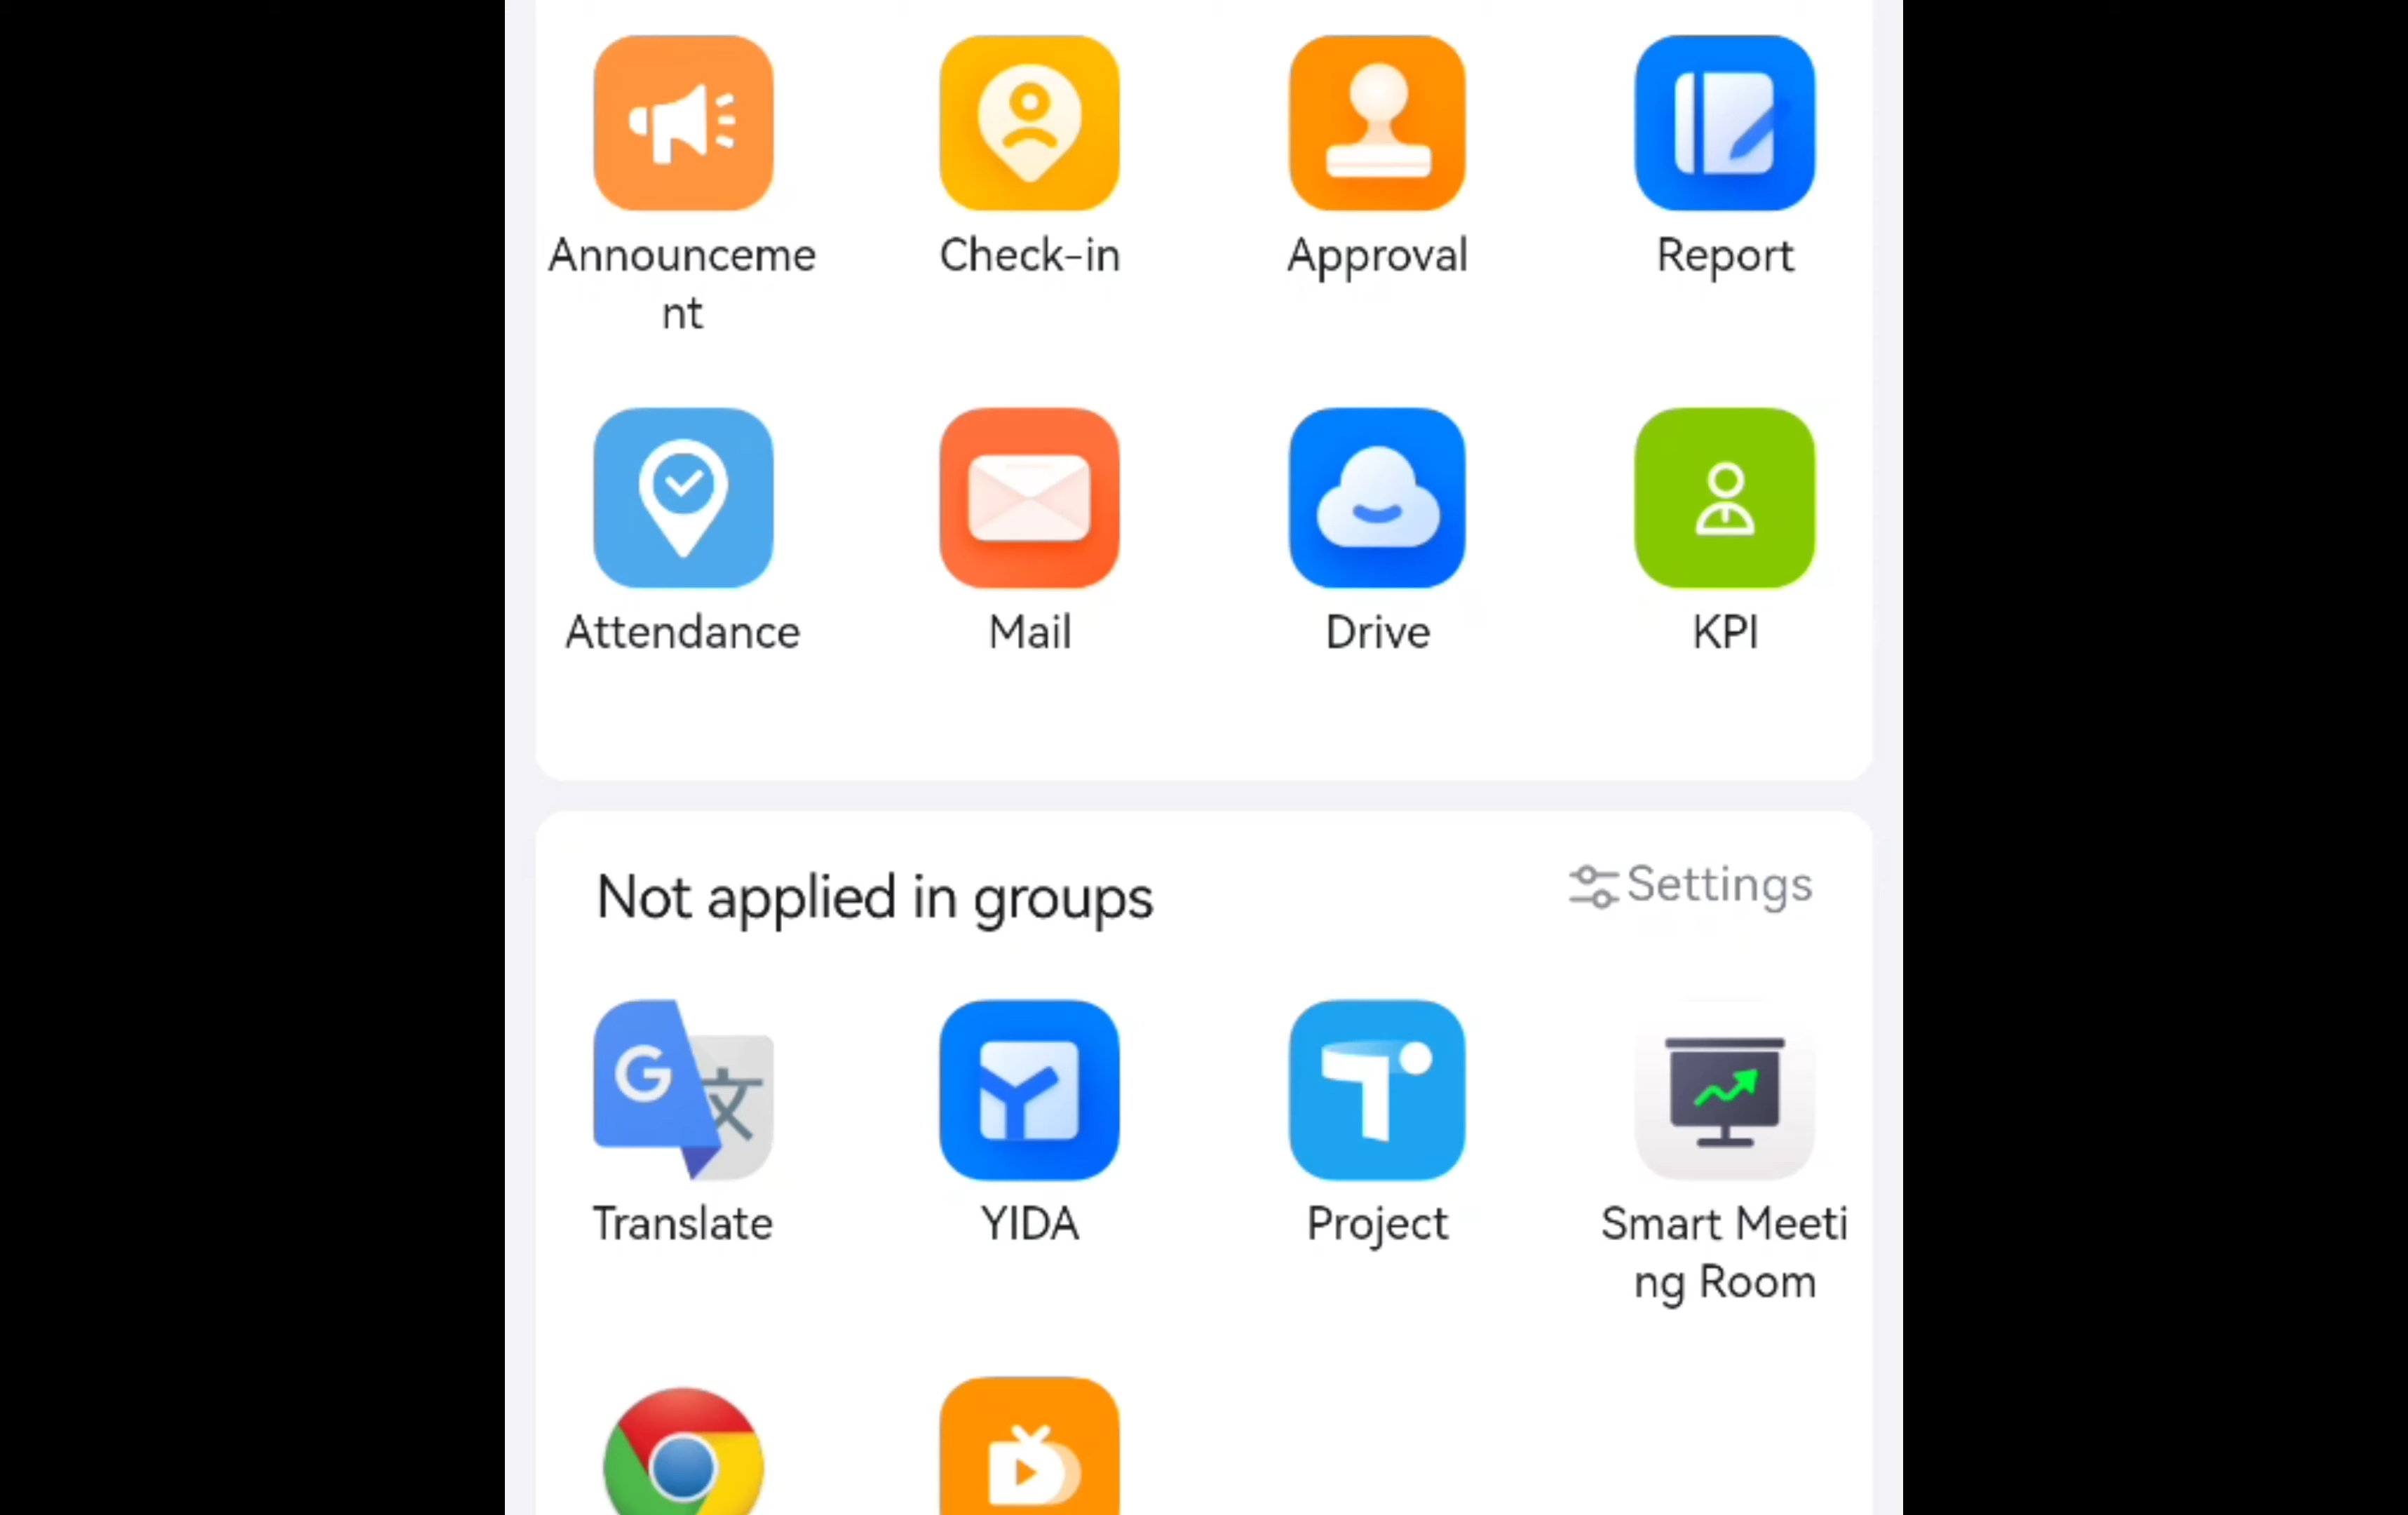 Announceme
nt
Check-in
Approval
Report
Attendance
Mail
Drive
KPI
Not applied in groups
Settings
G
文
Translate
YIDA
Project
Smart Meeti
ng Room